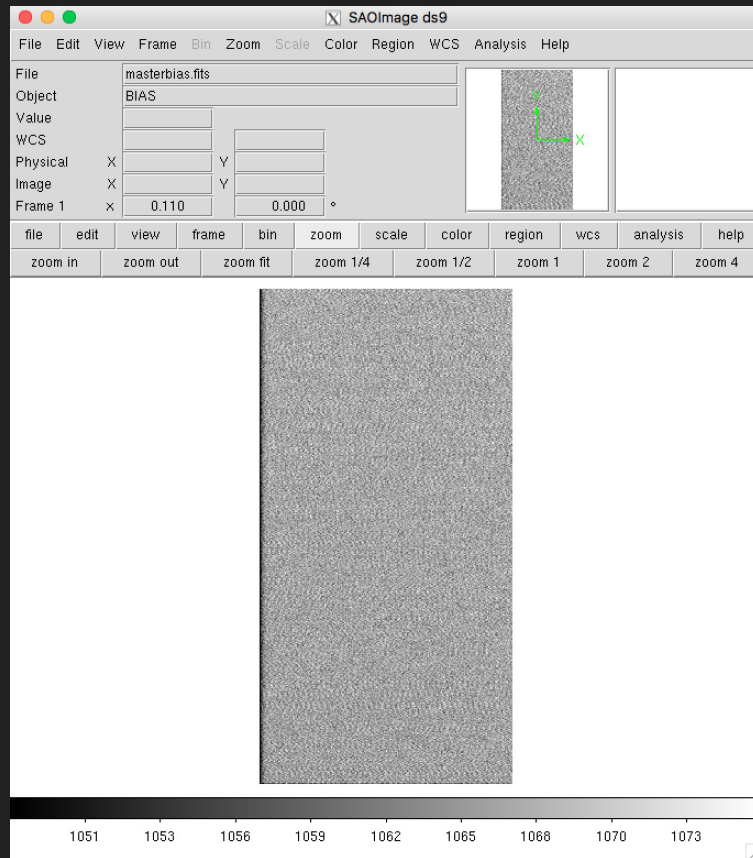 SAOImage ds9
File Edit View Frame Bin Zoom Scale Color Region WCS Analysis Help
File masterbias.fits
Object BIAS
Value
WCS
Physical X Y
Image X Y
Frame 1 x 0.110 0.000 °
Y
X
file edit view frame bin zoom scale color region wcs analysis help
zoom in zoom out zoom fit zoom 1/4 zoom 1/2 zoom 1 zoom 2 zoom 4
1051 1053 1056 1059 1062 1065 1068 1070 1073